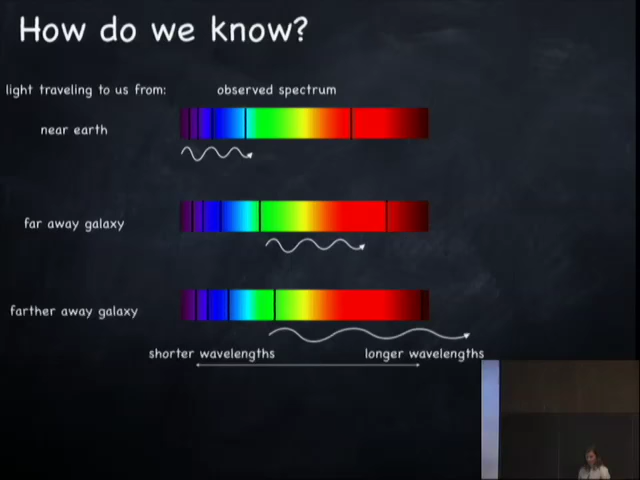 How do we know?
light traveling to us from:
observed spectrum
near earth
far away galaxy
farther away galaxy
shorter wavelengths
longer wavelengths